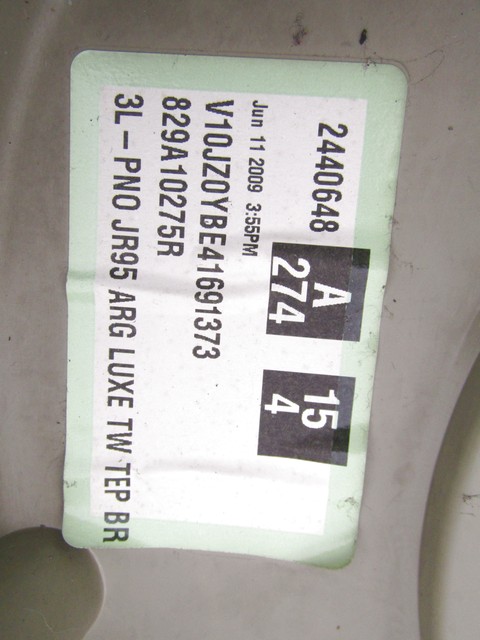 2440648
A
274
15
4
Jun 11 2009 3:55PM
V10JZ0YBE41691373
829A10275R
3L-PNO JR95 ARG LUXE TW TEP BR